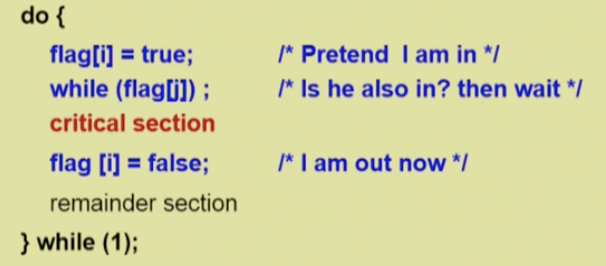 do {
flag[i] = true; /* Pretend I am in */
while (flag[j]) ; /* Is he also in? then wait */
critical section
flag [i] = false; /* I am out now */
remainder section
} while (1);